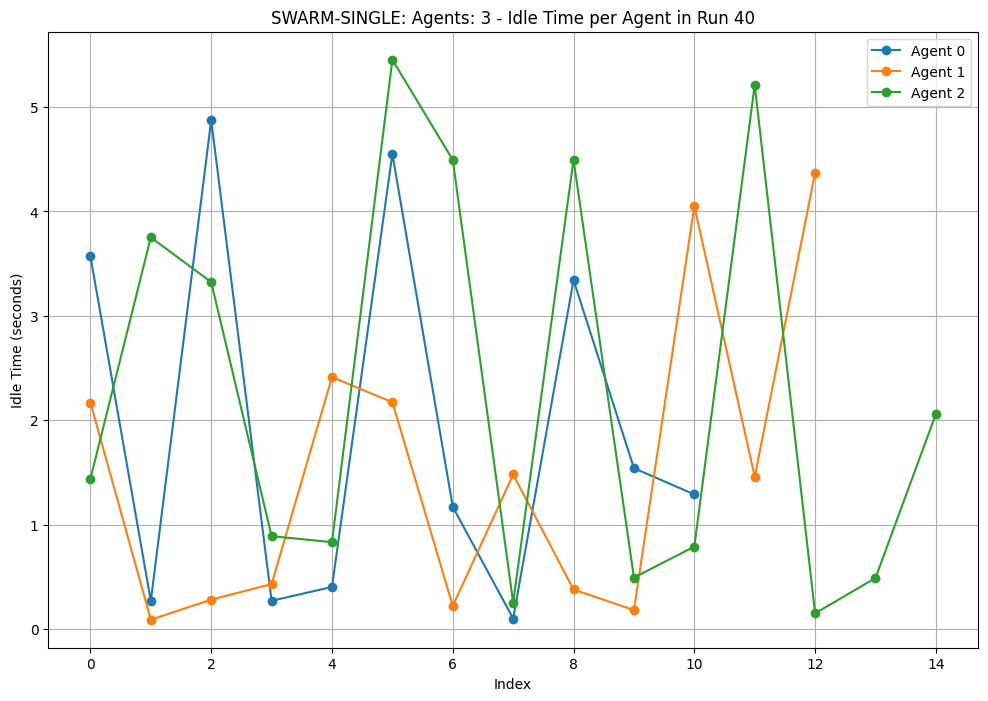 SWARM-SINGLE: Agents: 3 - Idle Time per Agent in Run 40
Agent 0
Agent 1
Agent 2
Idle Time (seconds)
5
4
3
2
1
0
0 2 4 6 8 10 12 14
Index